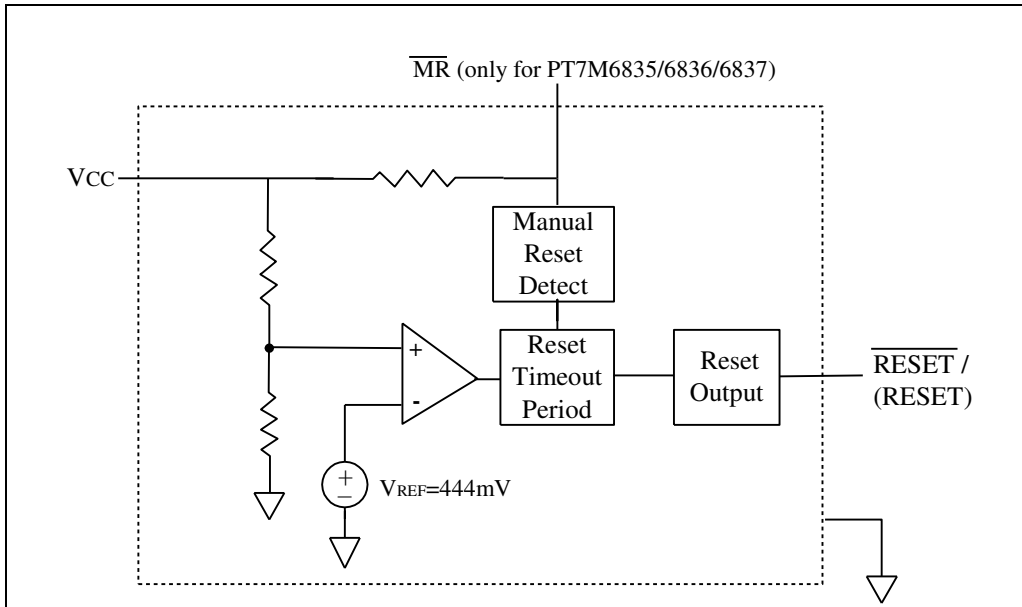 MR (only for PT7M6835/6836/6837)
VCC
Manual
Reset
Detect
+
-
Reset
Timeout
Period
Reset
Output
RESET /
(RESET)
+
−
VREF=444mV